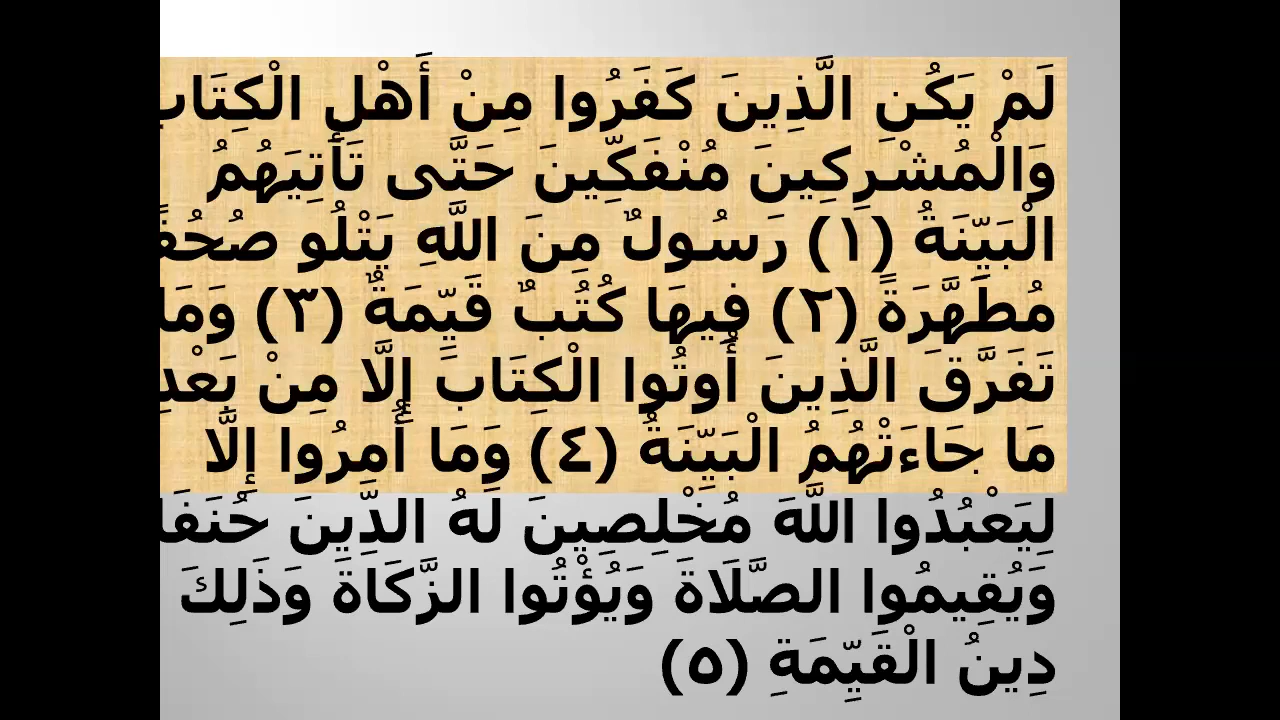 لَمْ يَكُنِ الَّذِينَ كَفَرُوا مِنْ أَهْلِ الْكِتَابِ
وَالْمُشْرِكِينَ مُنْفَكِّينَ حَتَّى تَأْتِيَهُمُ
الْبَيِّنَةُ (١) رَسُولٌ مِنَ اللَّهِ يَتْلُو صُحُفًا
مُطَهَّرَةً (٢) فِيهَا كُتُبٌ قَيِّمَةٌ (٣) وَمَا
تَفَرَّقَ الَّذِينَ أُوتُوا الْكِتَابَ إِلَّا مِنْ بَعْدِ
مَا جَاءَتْهُمُ الْبَيِّنَةُ (٤) وَمَا أُمِرُوا إِلَّا
لِيَعْبُدُوا اللَّهَ مُخْلِصِينَ لَهُ الدِّينَ حُنَفَا
وَيُقِيمُوا الصَّلَاةَ وَيُؤْتُوا الزَّكَاةَ وَذَلِكَ
دِينُ الْقَيِّمَةِ (٥)